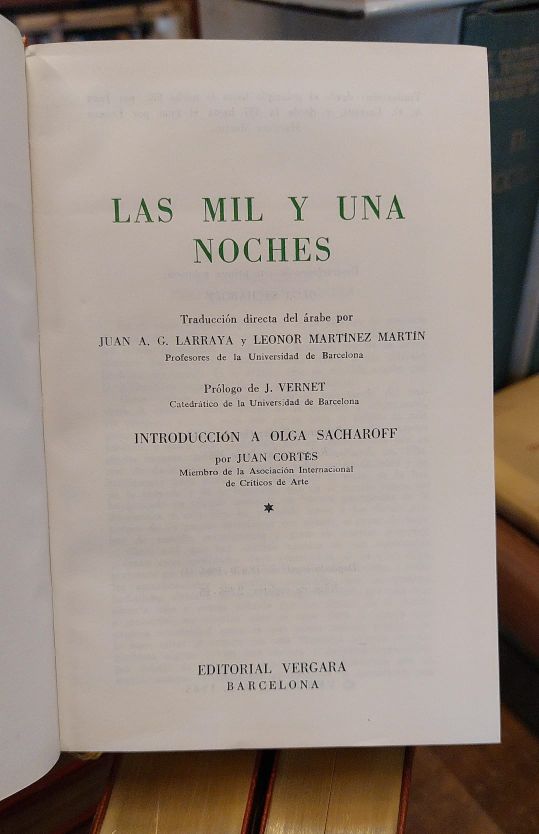 LAS MIL Y UNA
NOCHES
Traducción directa del árabe por
JUAN A. G. LARRAYA y LEONOR MARTÍNEZ MARTÍN
Profesores de la Universidad de Barcelona
Prólogo de J. VERNET
Catedrático de la Universidad de Barcelona
INTRODUCCIÓN A OLGA SACHAROFF
por JUAN CORTÉS
Miembro de la Asociación Internacional
de Críticos de Arte
EDITORIAL VERGARA
BARCELONA